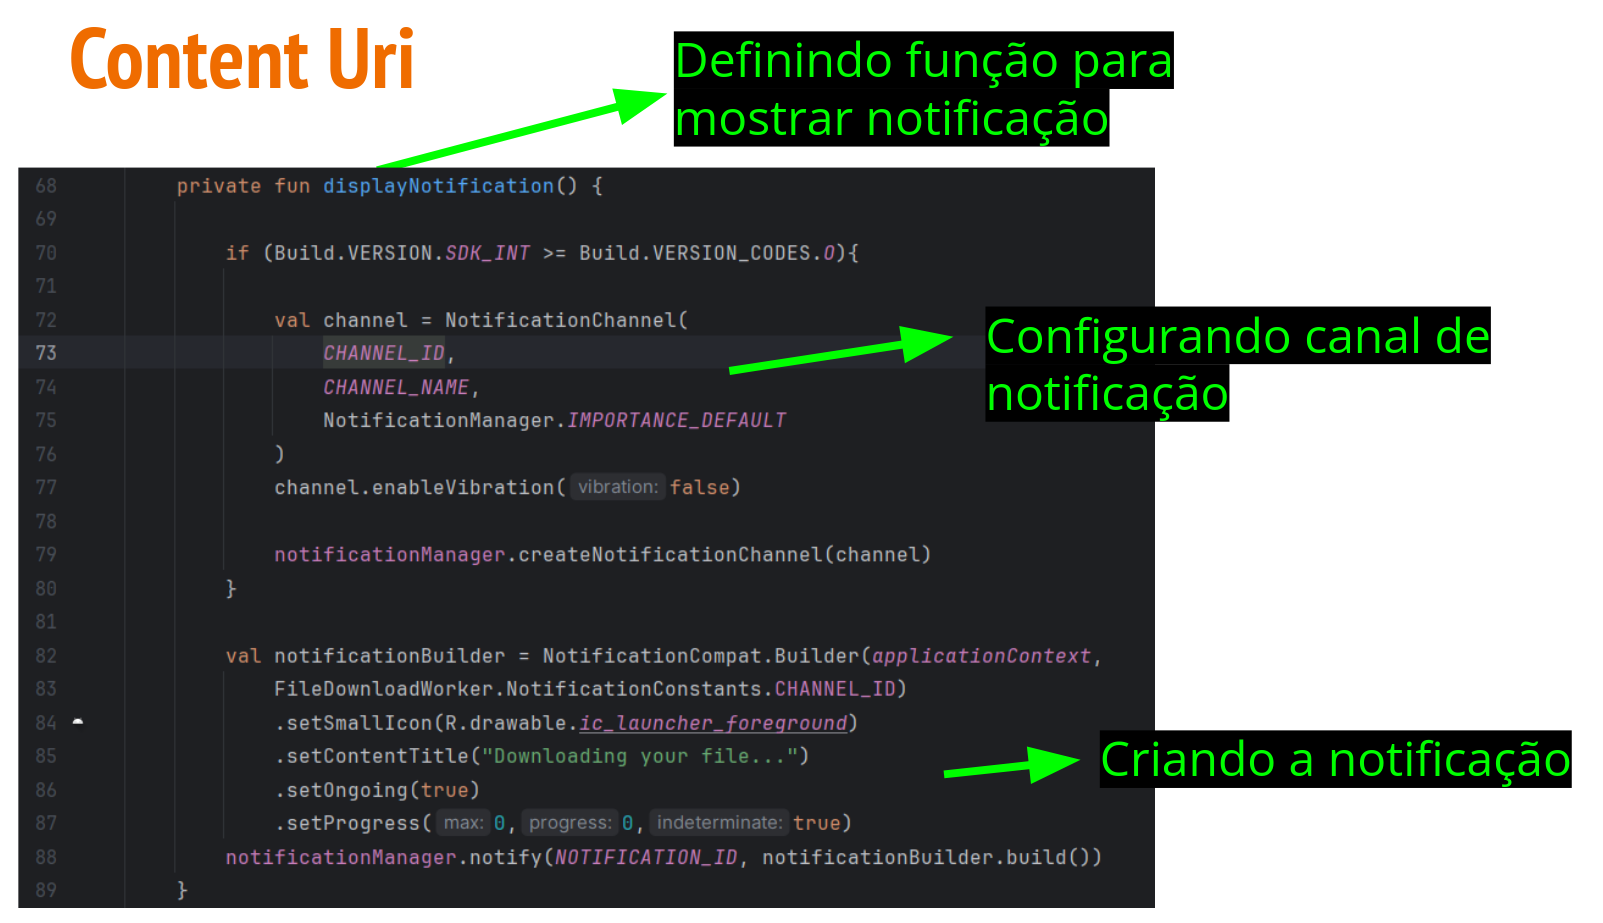 Content Uri
Definindo função para
mostrar notificação
68 private fun displayNotification() {
69
70 if (Build.VERSION.SDK_INT >= Build.VERSION_CODES.O){
71
72 val channel = NotificationChannel(
73 CHANNEL_ID,
74 CHANNEL_NAME,
75 NotificationManager.IMPORTANCE_DEFAULT
76 )
77 channel.enableVibration( vibration: false)
78
79 notificationManager.createNotificationChannel(channel)
80 }
81
82 val notificationBuilder = NotificationCompat.Builder(applicationContext,
83 FileDownloadWorker.NotificationConstants.CHANNEL_ID)
84 .setSmallIcon(R.drawable.ic_launcher_foreground)
85 .setContentTitle("Downloading your file...")
86 .setOngoing(true)
87 .setProgress( max: 0, progress: 0, indeterminate: true)
88 notificationManager.notify(NOTIFICATION_ID, notificationBuilder.build())
89 }
Configurando canal de
notificação
Criando a notificação